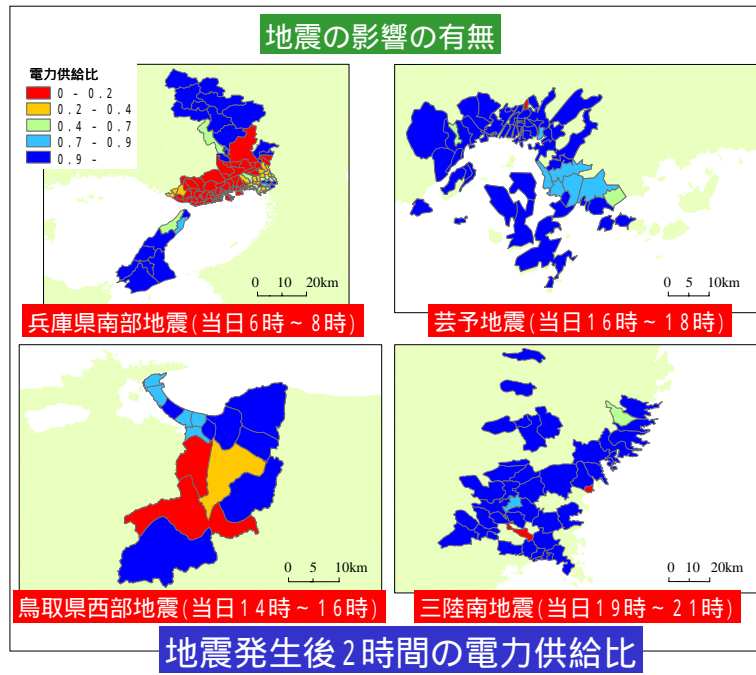 地震の影響の有無
電力供給比
0 - 0.2
0.2 - 0.4
0.4 - 0.7
0.7 - 0.9
0.9 -
0 10 20km
兵庫県南部地震(当日6時~8時)
0 10km
芸予地震(当日16時~18時)
0 5 10km
鳥取県西部地震(当日14時~16時)
0 20km
三陸南地震(当日19時~21時)
地震発生後2時間の電力供給比